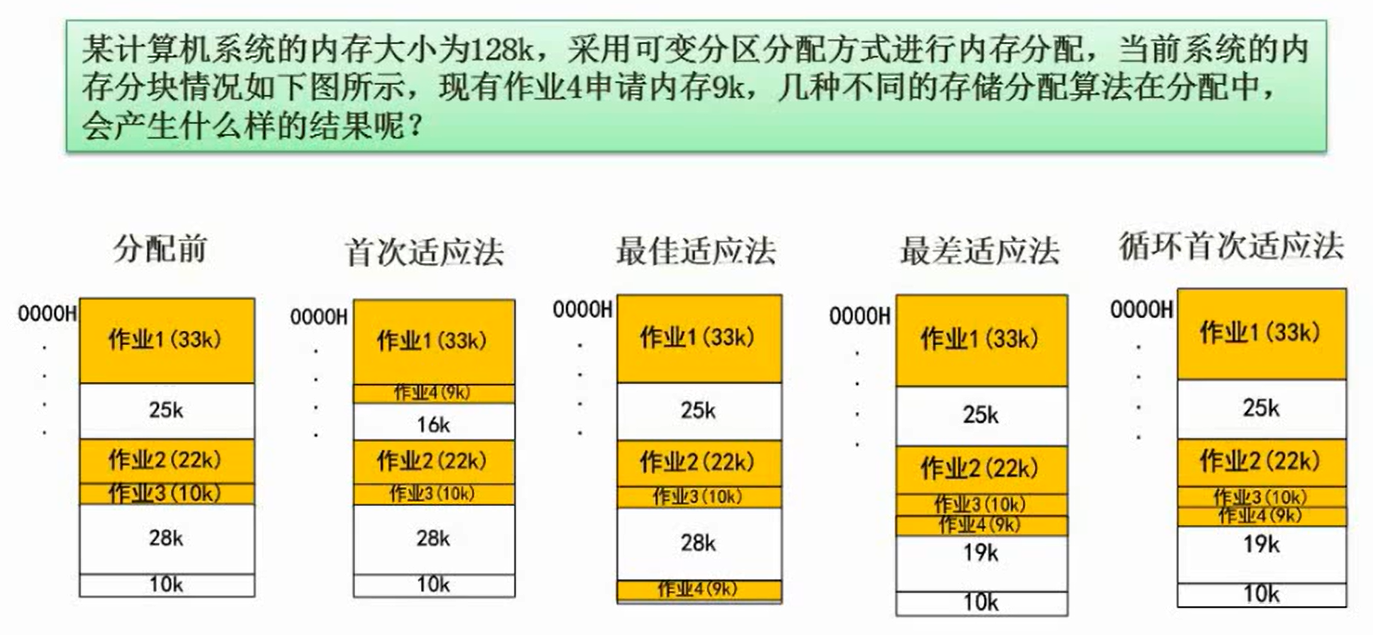 某计算机系统的内存大小为128k，采用可变分区分配方式进行内存分配，当前系统的内
存分块情况如下图所示，现有作业4申请内存9k，几种不同的存储分配算法在分配中，
会产生什么样的结果呢？
分配前
0000H
作业1(33k)
25k
作业2(22k)
作业3(10k)
28k
10k
首次适应法
0000H
作业1(33k)
作业4(9k)
16k
作业2(22k)
作业3(10k)
28k
10k
最佳适应法
0000H
作业1(33k)
25k
作业2(22k)
作业3(10k)
28k
作业4(9k)
最差适应法
0000H
作业1(33k)
25k
作业2(22k)
作业3(10k)
作业4(9k)
19k
10k
循环首次适应法
0000H
作业1(33k)
25k
作业2(22k)
作业3(10k)
作业4(9k)
19k
10k